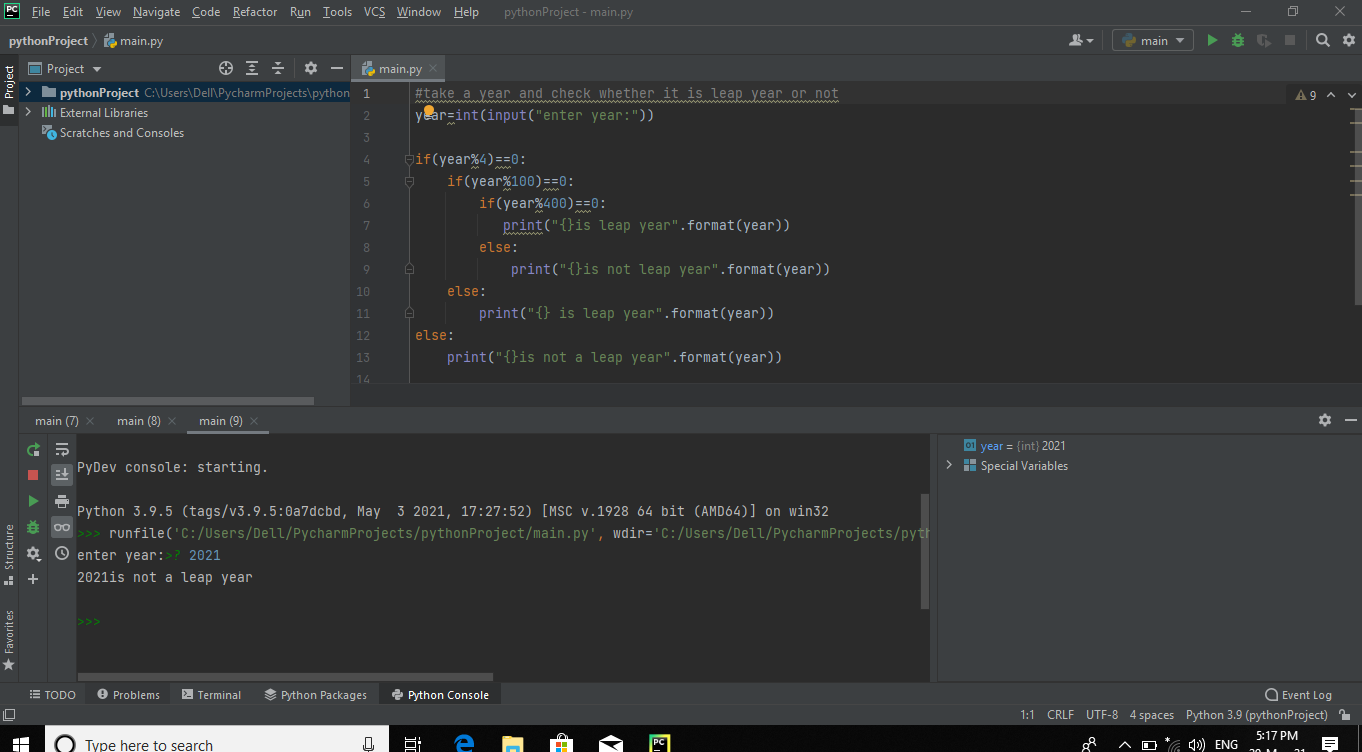 PC File Edit View Navigate Code Refactor Run Tools VCS Window Help pythonProject - main.py
pythonProject main.py main
Project main.py
Project
pythonProject C:\Users\Dell\PycharmProjects\python
External Libraries
Scratches and Consoles
9
1 #take a year and check whether it is leap year or not
2 year=int(input("enter year:"))
3
4 if(year%4)==0:
5 if(year%100)==0:
6 if(year%400)==0:
7 print("{}is leap year".format(year))
8 else:
9 print("{}is not leap year".format(year))
10 else:
11 print("{} is leap year".format(year))
12 else:
13 print("{}is not a leap year".format(year))
14
main (7) main (8) main (9)
PyDev console: starting.
Python 3.9.5 (tags/v3.9.5:0a7dcbd, May  3 2021, 17:27:52) [MSC v.1928 64 bit (AMD64)] on win32
>>> runfile('C:/Users/Dell/PycharmProjects/pythonProject/main.py', wdir='C:/Users/Dell/PycharmProjects/pyth
enter year:>? 2021
2021is not a leap year
>>>
01 year = {int} 2021
Special Variables
Structure
Favorites
TODO Problems Terminal Python Packages Python Console Event Log
1:1 CRLF UTF-8 4 spaces Python 3.9 (pythonProject)
Type here to search
PC
ENG
5:17 PM